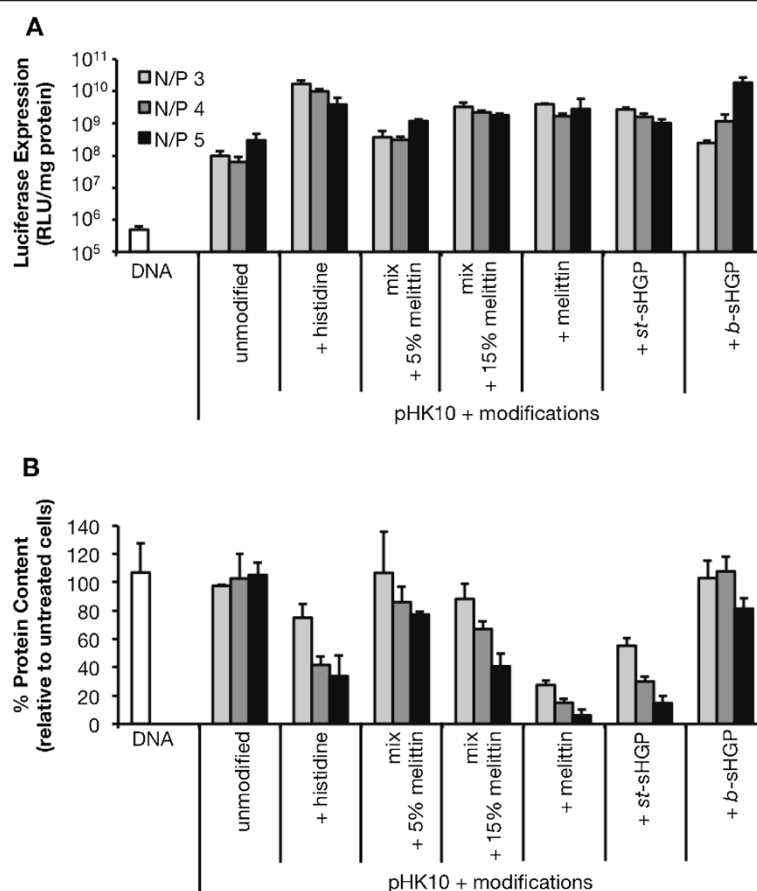 A
Luciferase Expression
(RLU/mg protein)
10¹¹
10¹⁰
10⁹
10⁸
10⁷
10⁶
10⁵
N/P 3
N/P 4
N/P 5
DNA
unmodified
+ histidine
mix
+ 5% melittin
mix
+ 15% melittin
+ melittin
+ st-sHGP
+ b-sHGP
pHK10 + modifications
B
% Protein Content
(relative to untreated cells)
140
120
100
80
60
40
20
0
DNA
unmodified
+ histidine
mix
+ 5% melittin
mix
+ 15% melittin
+ melittin
+ st-sHGP
+ b-sHGP
pHK10 + modifications